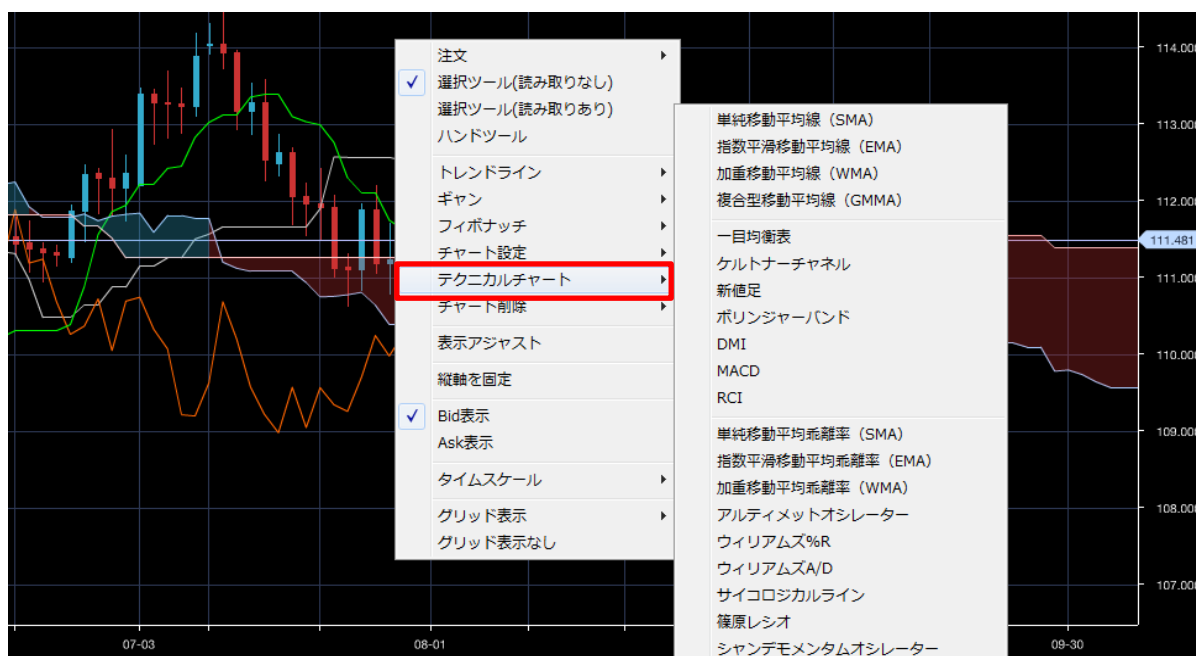 注文
選択ツール(読み取りなし)
選択ツール(読み取りあり)
ハンドツール
トレンドライン
ギャン
フィボナッチ
チャート設定
テクニカルチャート
チャート削除
表示アジャスト
縦軸を固定
Bid表示
Ask表示
タイムスケール
グリッド表示
グリッド表示なし
単純移動平均線（SMA）
指数平滑移動平均線（EMA）
加重移動平均線（WMA）
複合型移動平均線（GMMA）
一目均衡表
ケルトナーチャネル
新値足
ボリンジャーバンド
DMI
MACD
RCI
単純移動平均乖離率（SMA）
指数平滑移動平均乖離率（EMA）
加重移動平均乖離率（WMA）
アルティメットオシレーター
ウィリアムズ%R
ウィリアムズA/D
サイコロジカルライン
篠原レシオ
シャンデモメンタムオシレーター
114.000
113.000
112.000
111.481
111.000
110.000
109.000
108.000
107.000
07-03
08-01
09-30